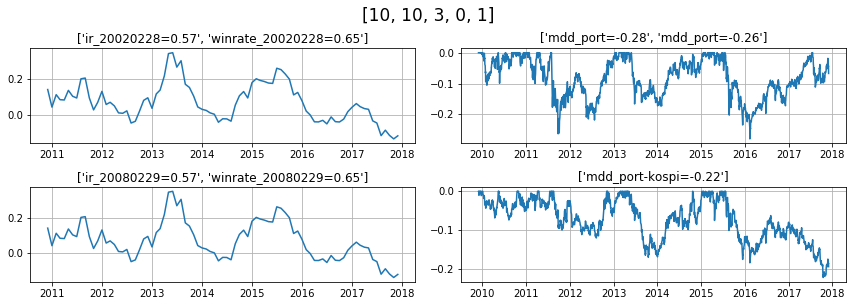 [10, 10, 3, 0, 1]
['ir_20020228=0.57', 'winrate_20020228=0.65']
0.2
0.0
2011 2012 2013 2014 2015 2016 2017 2018
['mdd_port=-0.28', 'mdd_port=-0.26']
0.0
−0.1
−0.2
2010 2011 2012 2013 2014 2015 2016 2017 2018
['ir_20080229=0.57', 'winrate_20080229=0.65']
0.2
0.0
2011 2012 2013 2014 2015 2016 2017 2018
['mdd_port-kospi=-0.22']
0.0
−0.1
−0.2
2010 2011 2012 2013 2014 2015 2016 2017 2018